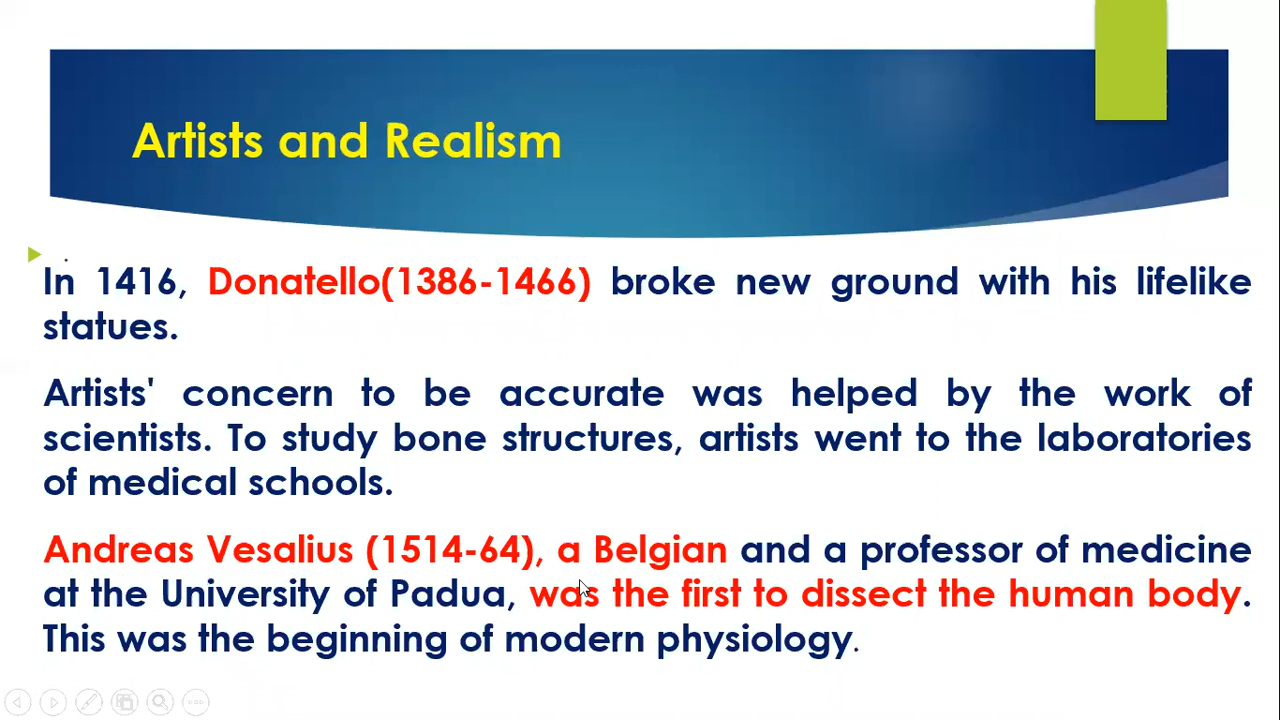 Artists and Realism
.
In 1416, Donatello(1386-1466) broke new ground with his lifelike
statues.
Artists' concern to be accurate was helped by the work of
scientists. To study bone structures, artists went to the laboratories
of medical schools.
Andreas Vesalius (1514-64), a Belgian and a professor of medicine
at the University of Padua, was the first to dissect the human body.
This was the beginning of modern physiology.